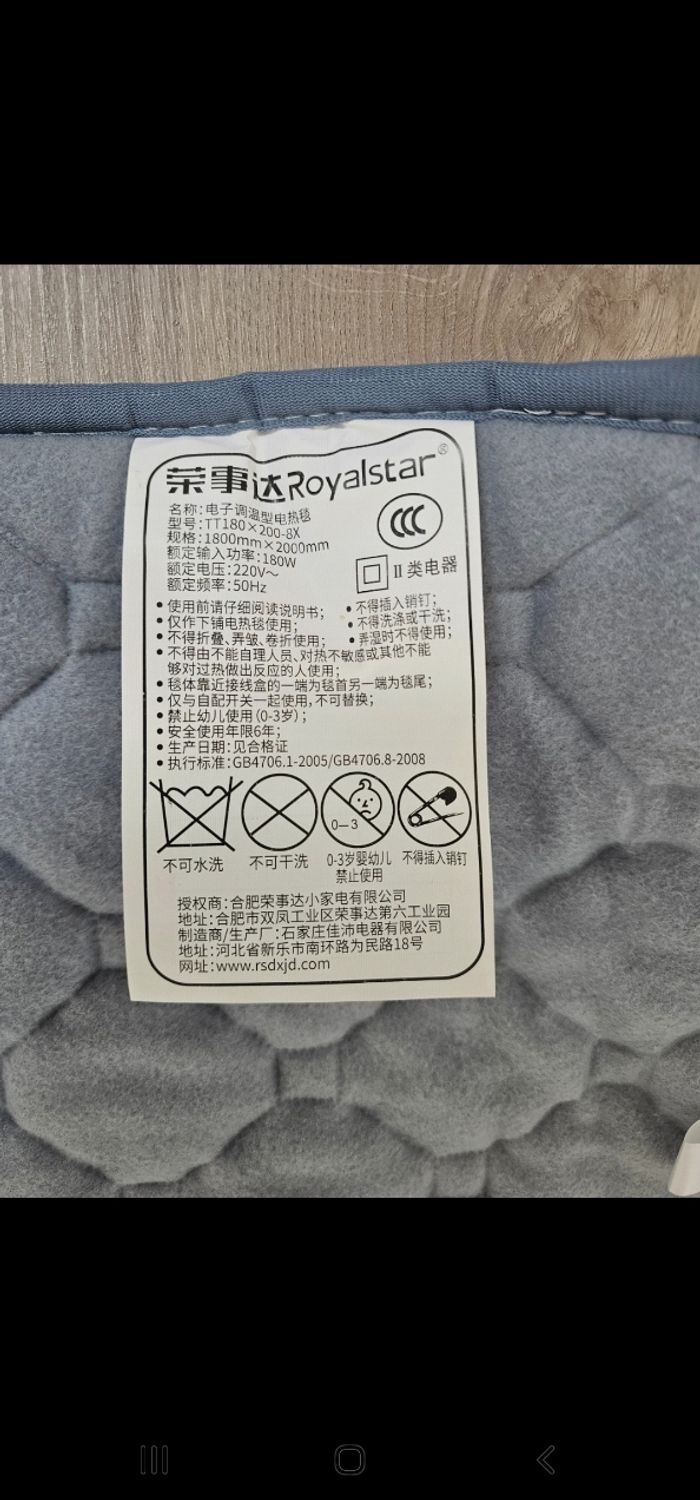 荣事达Royalstar®
名称:电子调温型电热毯
型号:TT180×200-8X
规格:1800mm×2000mm
额定输入功率:180W
额定电压:220V～
额定频率:50Hz
CCC
II 类电器
• 使用前请仔细阅读说明书; • 不得插入销钉;
• 仅作下铺电热毯使用; • 不得洗涤或干洗;
• 不得折叠、弄皱、卷折使用; • 弄湿时不得使用;
• 不得由不能自理人员、对热不敏感或其他不能
够对过热做出反应的人使用;
• 毯体靠近接线盒的一端为毯首另一端为毯尾;
• 仅与自配开关一起使用,不可替换;
• 禁止幼儿使用(0-3岁);
• 安全使用年限6年;
• 生产日期:见合格证
• 执行标准:GB4706.1-2005/GB4706.8-2008
0—3
不可水洗 不可干洗 0-3岁婴幼儿 不得插入销钉
禁止使用
授权商:合肥荣事达小家电有限公司
地址:合肥市双凤工业区荣事达第六工业园
制造商/生产厂:石家庄佳沛电器有限公司
地址:河北省新乐市南环路为民路18号
网址:www.rsdxjd.com